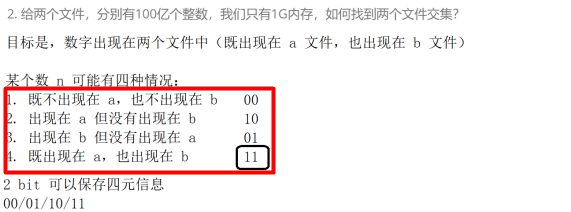 2. 给两个文件，分别有100亿个整数，我们只有1G内存，如何找到两个文件交集？
目标是，数字出现在两个文件中（既出现在 a 文件，也出现在 b 文件）
某个数 n 可能有四种情况：
1. 既不出现在 a，也不出现在 b 00
2. 出现在 a 但没有出现在 b 10
3. 出现在 b 但没有出现在 a 01
4. 既出现在 a，也出现在 b 11
2 bit 可以保存四元信息
00/01/10/11